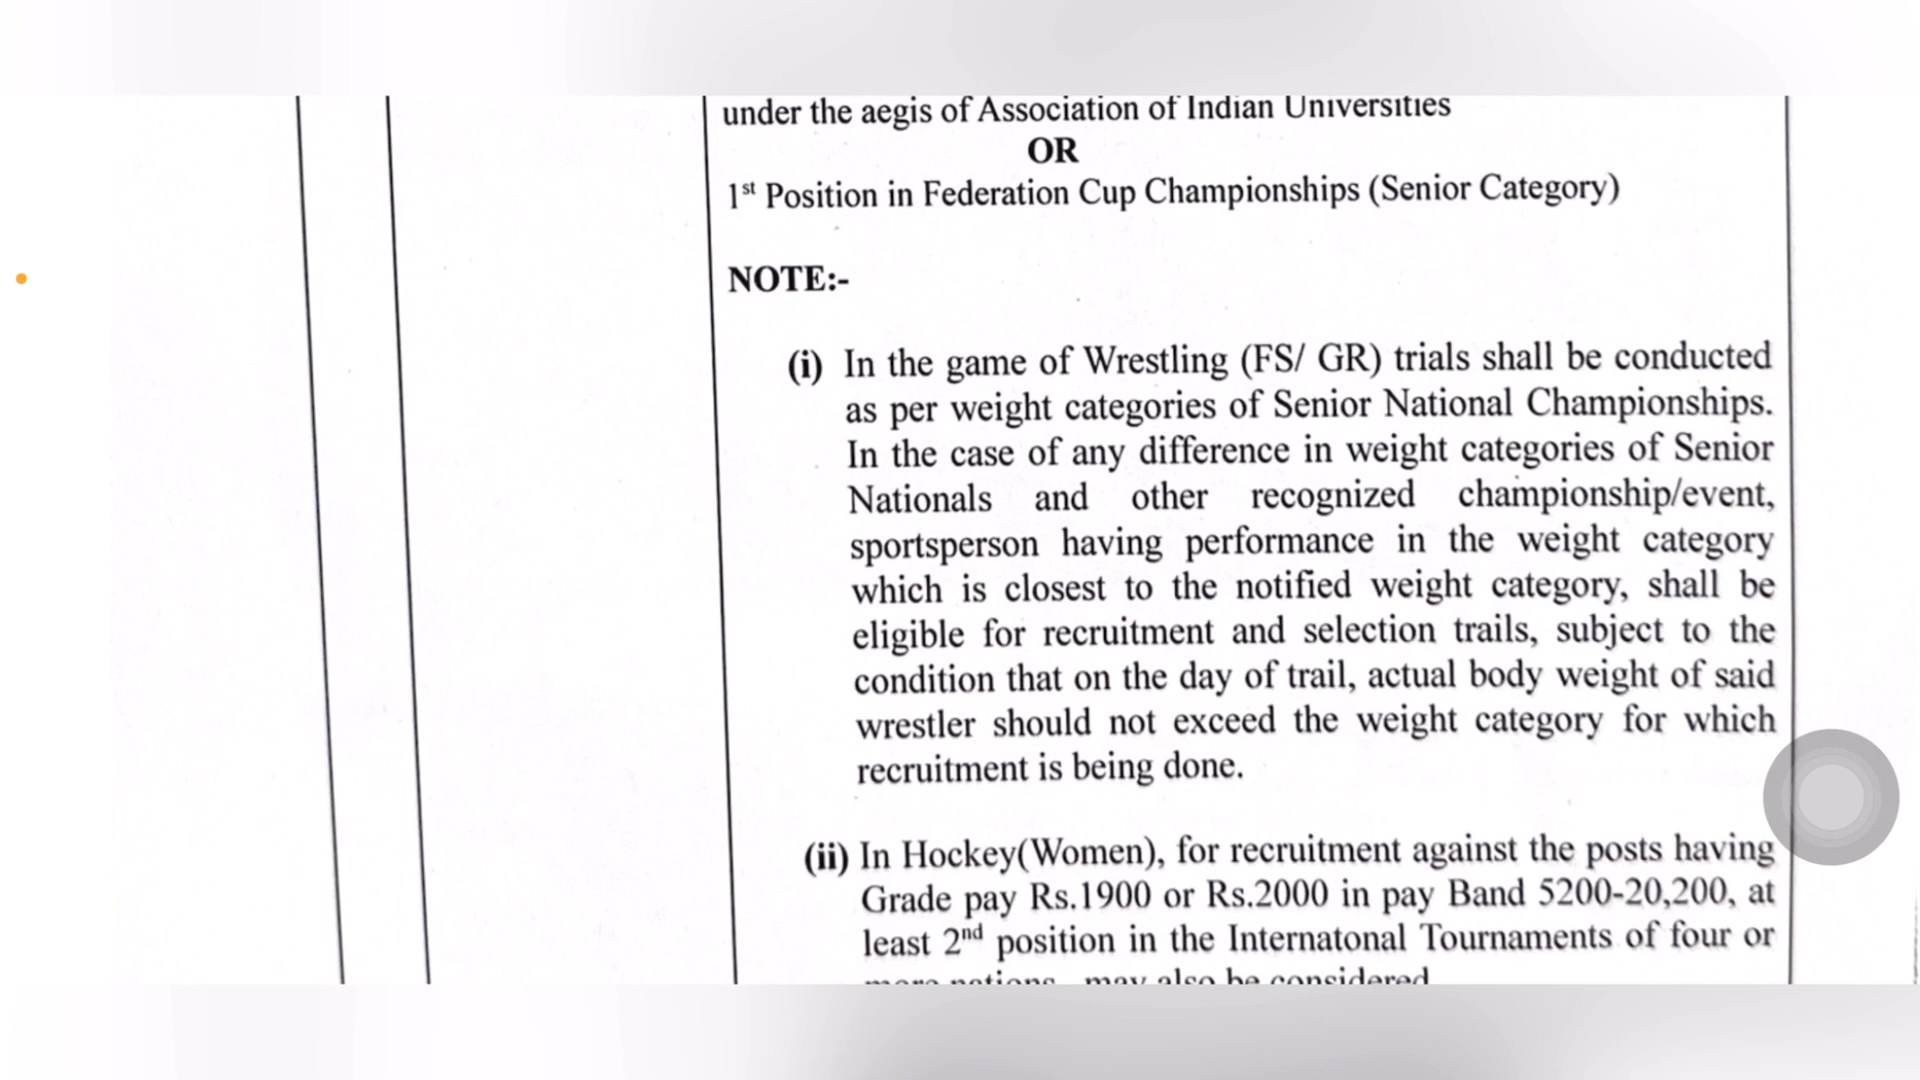 under the aegis of Association of Indian Universities
OR
1st Position in Federation Cup Championships (Senior Category)
NOTE:-
(i) In the game of Wrestling (FS/ GR) trials shall be conducted
as per weight categories of Senior National Championships.
In the case of any difference in weight categories of Senior
Nationals and other recognized championship/event,
sportsperson having performance in the weight category
which is closest to the notified weight category, shall be
eligible for recruitment and selection trails, subject to the
condition that on the day of trail, actual body weight of said
wrestler should not exceed the weight category for which
recruitment is being done.
(ii) In Hockey(Women), for recruitment against the posts having
Grade pay Rs.1900 or Rs.2000 in pay Band 5200-20,200, at
least 2nd position in the Internatonal Tournaments of four or
more nations may also be considered